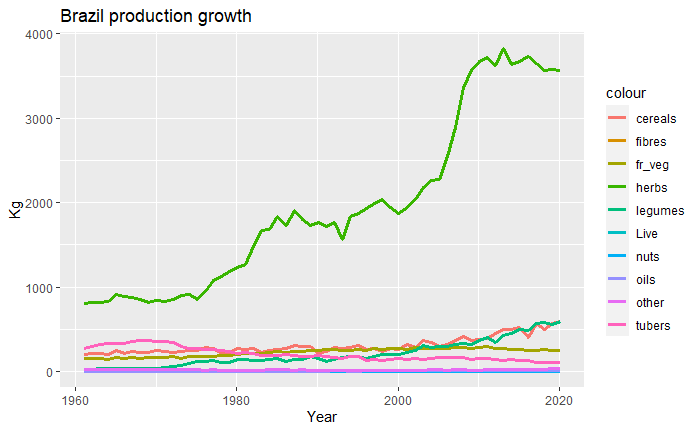 Brazil production growth
4000
3000
2000
1000
0
Kg
1960
1980
2000
2020
Year
colour
cereals
fibres
fr_veg
herbs
legumes
Live
nuts
oils
other
tubers